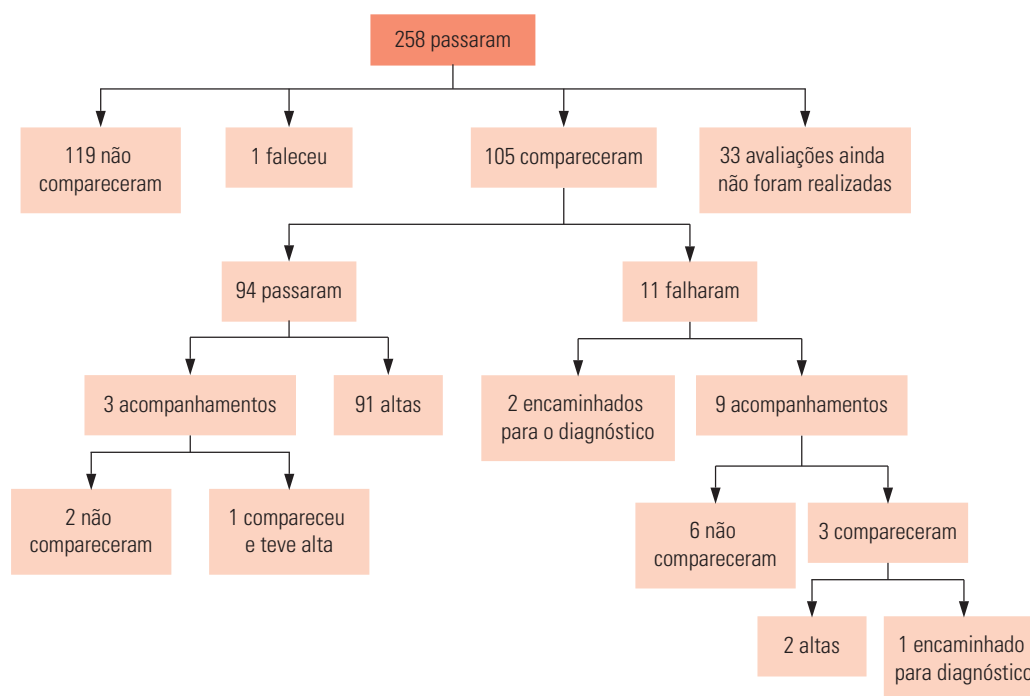 258 passaram
119 não
compareceram
1 faleceu
105 compareceram
33 avaliações ainda
não foram realizadas
94 passaram
11 falharam
3 acompanhamentos
91 altas
2 encaminhados
para o diagnóstico
9 acompanhamentos
2 não
compareceram
1 compareceu
e teve alta
6 não
compareceram
3 compareceram
2 altas
1 encaminhado
para diagnóstico